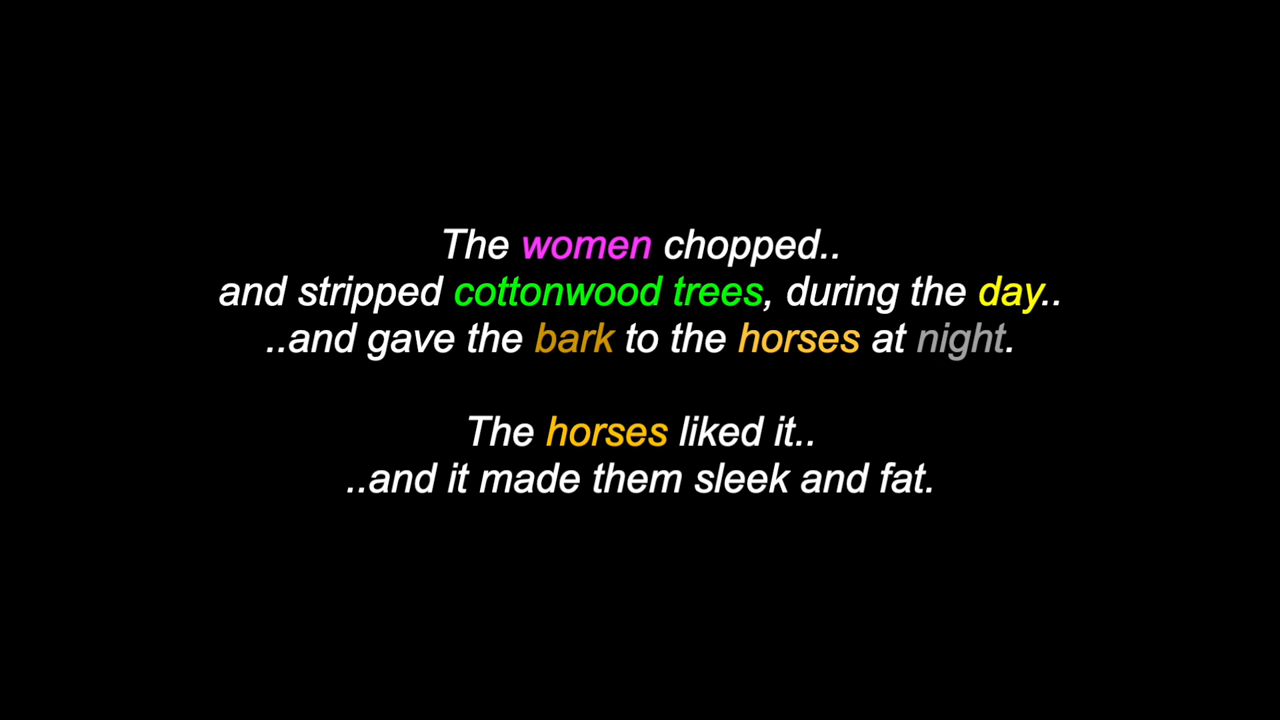 The women chopped..
and stripped cottonwood trees, during the day..
..and gave the bark to the horses at night.
The horses liked it..
..and it made them sleek and fat.